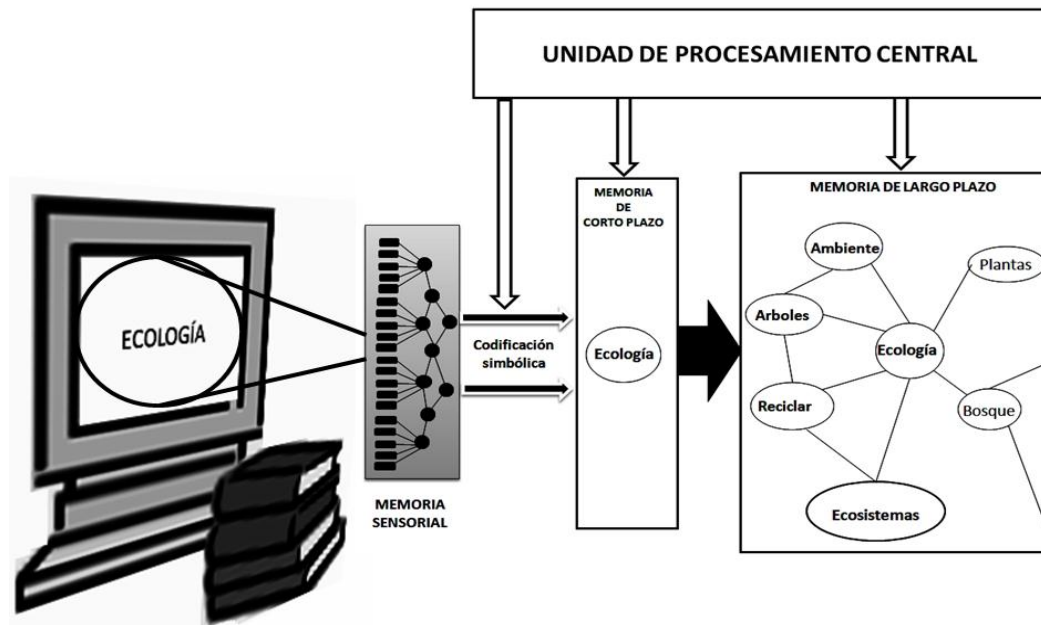 UNIDAD DE PROCESAMIENTO CENTRAL
ECOLOGÍA
MEMORIA
SENSORIAL
Codificación
simbólica
MEMORIA
DE
CORTO PLAZO
Ecología
MEMORIA DE LARGO PLAZO
Ambiente
Plantas
Arboles
Ecología
Reciclar
Bosque
Ecosistemas